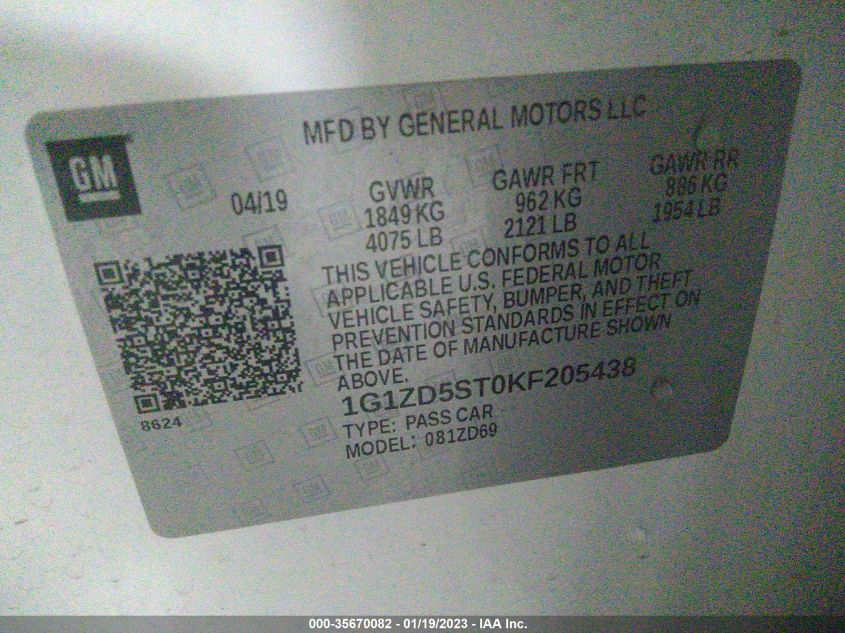 GM
MFD BY GENERAL MOTORS LLC
04/19
GVWR
1849 KG
4075 LB
GAWR FRT
962 KG
2121 LB
GAWR RR
886 KG
1954 LB
THIS VEHICLE CONFORMS TO ALL
APPLICABLE U.S. FEDERAL MOTOR
VEHICLE SAFETY, BUMPER, AND THEFT
PREVENTION STANDARDS IN EFFECT ON
THE DATE OF MANUFACTURE SHOWN
ABOVE.
1G1ZD5ST0KF205438
TYPE: PASS CAR
MODEL: 081ZD69
8624
000-35670082 - 01/19/2023 - IAA Inc.